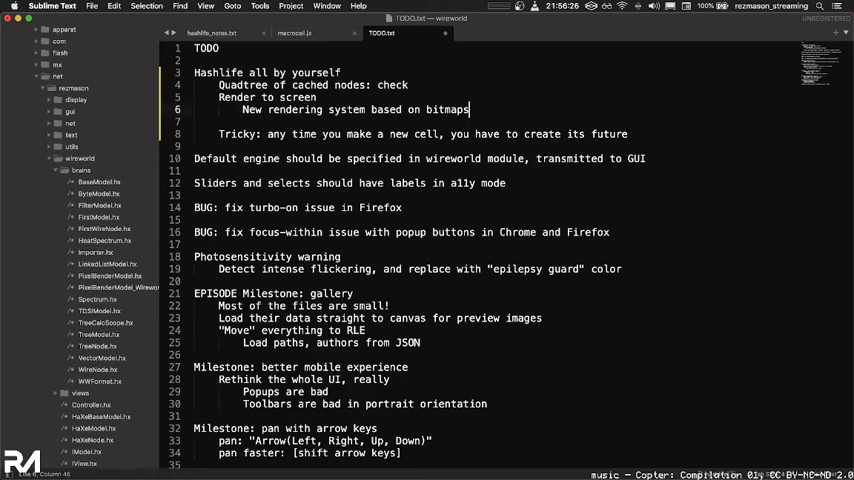 Sublime Text File Edit Selection Find View Goto Tools Project Window Help 100% 21:56:26 rezmason_streaming
TODO.txt — wireworld
UNREGISTERED
hashlife_notes.txt macrocell.js TODO.txt
apparat
com
flash
mx
net
rezmason
display
gui
net
text
utils
wireworld
brains
BaseModel.hx
ByteModel.hx
FilterModel.hx
FirstModel.hx
FirstWireNode.hx
HeatSpectrum.hx
Importer.hx
LinkedListModel.hx
PixelBenderModel.hx
PixelBenderModel_Wirewor
Spectrum.hx
TDSIModel.hx
TreeCalcScope.hx
TreeModel.hx
TreeNode.hx
VectorModel.hx
WireNode.hx
WWFormat.hx
views
Controller.hx
HaXeBaseModel.hx
HaXeModel.hx
HaXeNode.hx
IModel.hx
IView.hx
1 TODO
2
3 Hashlife all by yourself
4 Quadtree of cached nodes: check
5 Render to screen
6 New rendering system based on bitmaps
7
8 Tricky: any time you make a new cell, you have to create its future
9
10 Default engine should be specified in wireworld module, transmitted to GUI
11
12 Sliders and selects should have labels in a11y mode
13
14 BUG: fix turbo-on issue in Firefox
15
16 BUG: fix focus-within issue with popup buttons in Chrome and Firefox
17
18 Photosensitivity warning
19 Detect intense flickering, and replace with "epilepsy guard" color
20
21 EPISODE Milestone: gallery
22 Most of the files are small!
23 Load their data straight to canvas for preview images
24 "Move" everything to RLE
25 Load paths, authors from JSON
26
27 Milestone: better mobile experience
28 Rethink the whole UI, really
29 Popups are bad
30 Toolbars are bad in portrait orientation
31
32 Milestone: pan with arrow keys
33 pan: "Arrow(Left, Right, Up, Down)"
34 pan faster: [shift arrow keys]
35
RM
Line 6, Column 46
music - Copter: Compilation 01, CC BY-NC-ND 2.0